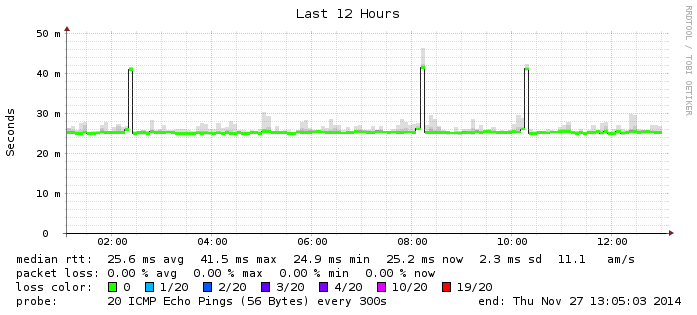 Last 12 Hours
RRDTOOL / TOBI OETIKER
Seconds
50 m
40 m
30 m
20 m
10 m
0
02:00 04:00 06:00 08:00 10:00 12:00
median rtt: 25.6 ms avg 41.5 ms max 24.9 ms min 25.2 ms now 2.3 ms sd 11.1 am/s
packet loss: 0.00 % avg 0.00 % max 0.00 % min 0.00 % now
loss color: 0 1/20 2/20 3/20 4/20 10/20 19/20
probe: 20 ICMP Echo Pings (56 Bytes) every 300s end: Thu Nov 27 13:05:03 2014